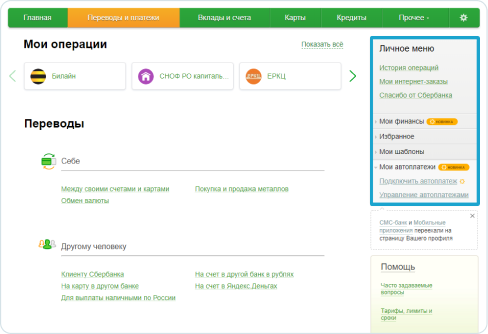 Главная Переводы и платежи Вклады и счета Карты Кредиты Прочее
Мои операции
Показать всё
Билайн
СНОФ РО капиталь...
ЕРКЦ
Переводы
Себе
Между своими счетами и картами
Покупка и продажа металлов
Обмен валюты
Другому человеку
Клиенту Сбербанка
На счет в другой банк в рублях
На карту в другом банке
На счет в Яндекс.Деньгах
Для выплаты наличными по России
Личное меню
История операций
Мои интернет-заказы
Спасибо от Сбербанка
Мои финансы НОВИНКА
Избранное
Мои шаблоны
Мои автоплатежи НОВИНКА
Подключить автоплатеж
Управление автоплатежами
СМС-банк и Мобильные
приложения переехали на
страницу Вашего профиля
Помощь
Часто задаваемые
вопросы
Тарифы, лимиты и
сроки